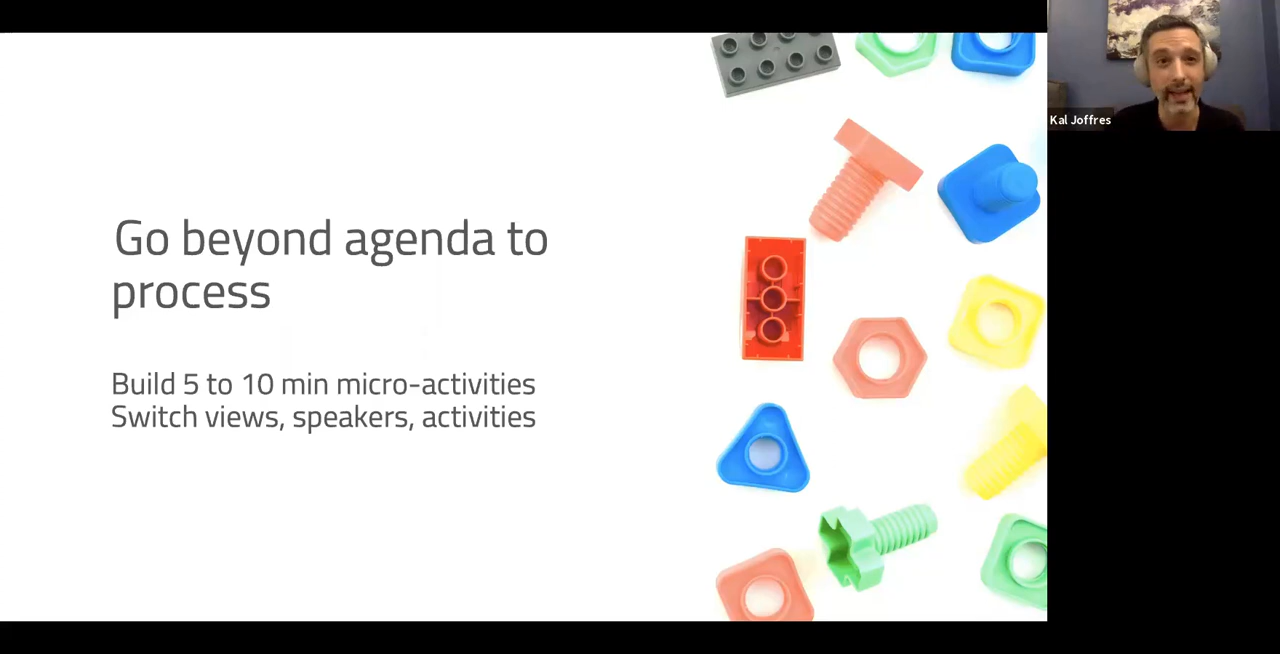 Go beyond agenda to
process
Build 5 to 10 min micro-activities
Switch views, speakers, activities
Kal Joffres